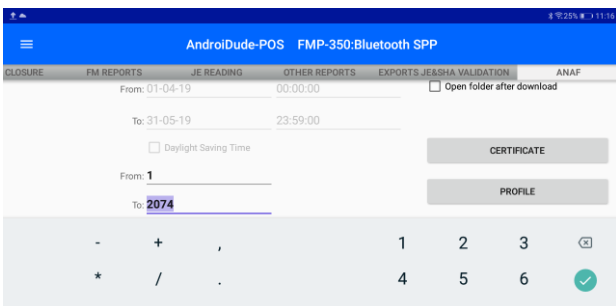 25% 11:16
AndroiDude-POS FMP-350:Bluetooth SPP
CLOSURE FM REPORTS JE READING OTHER REPORTS EXPORTS JE&SHA VALIDATION ANAF
From: 01-04-19 00:00:00 Open folder after download
To: 31-05-19 23:59:00
Daylight Saving Time CERTIFICATE
From: 1
PROFILE
To: 2074
- + , 1 2 3
* / . 4 5 6